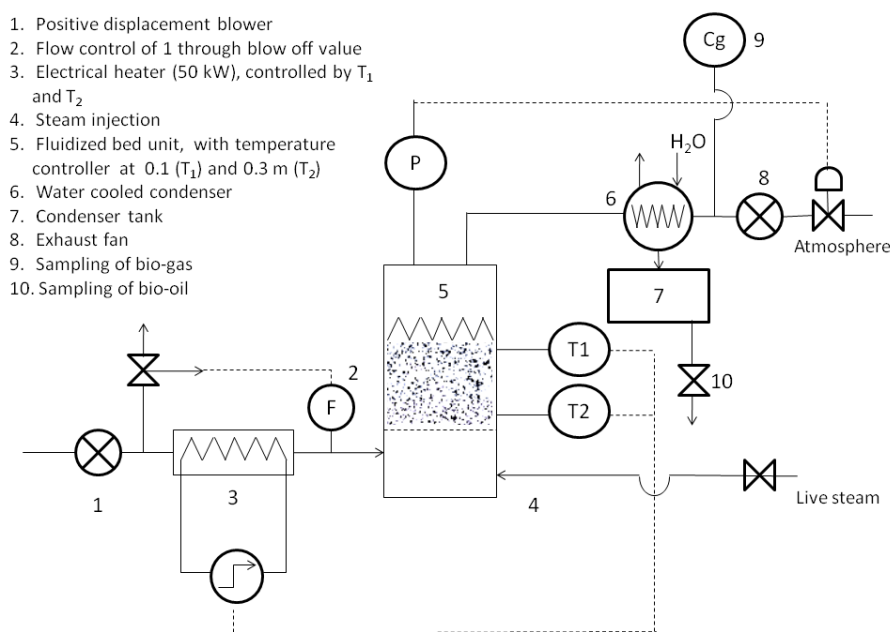 1. Positive displacement blower
2. Flow control of 1 through blow off value
3. Electrical heater (50 kW), controlled by T₁
and T₂
4. Steam injection
5. Fluidized bed unit, with temperature
controller at 0.1 (T₁) and 0.3 m (T₂)
6. Water cooled condenser
7. Condenser tank
8. Exhaust fan
9. Sampling of bio-gas
10. Sampling of bio-oil
Cg 9
P
H₂O
6
8
Atmosphere
5
7
T1
2
10
F
T2
1
3
4
Live steam